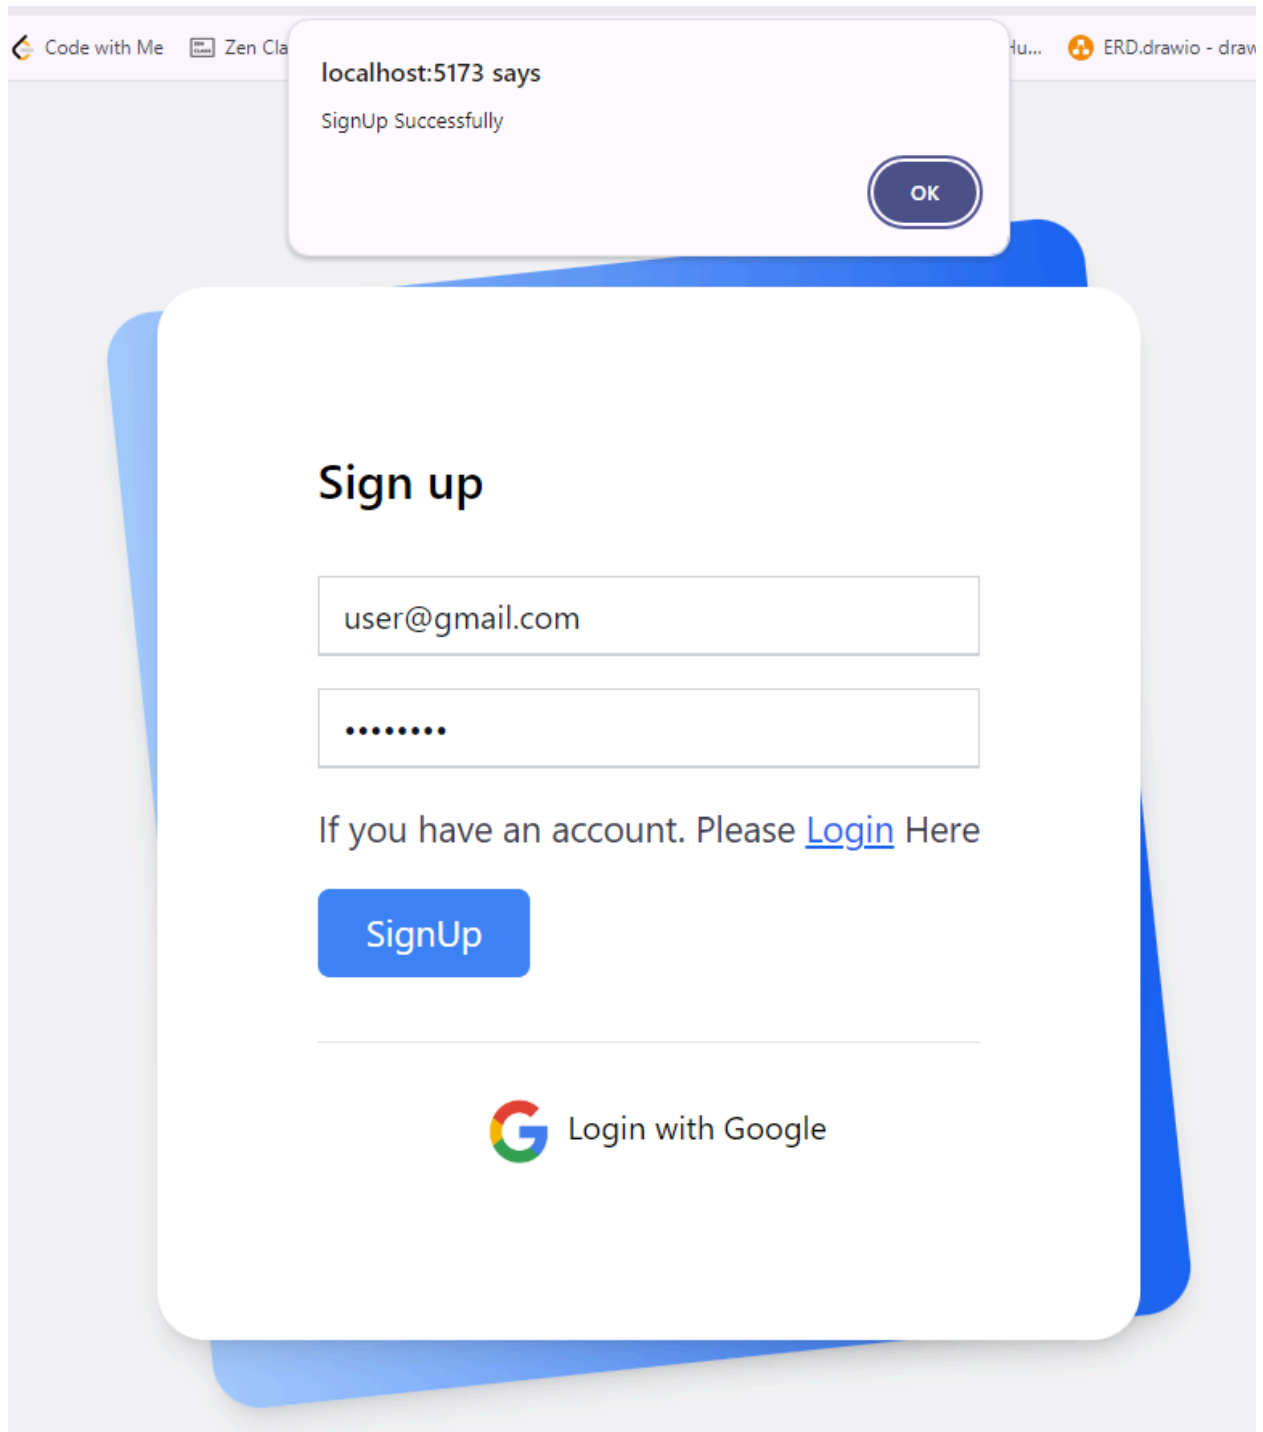 Code with Me Zen Cla Hu... ERD.drawio - draw
localhost:5173 says
SignUp Successfully
OK
Sign up
user@gmail.com
••••••••
If you have an account. Please Login Here
SignUp
Login with Google